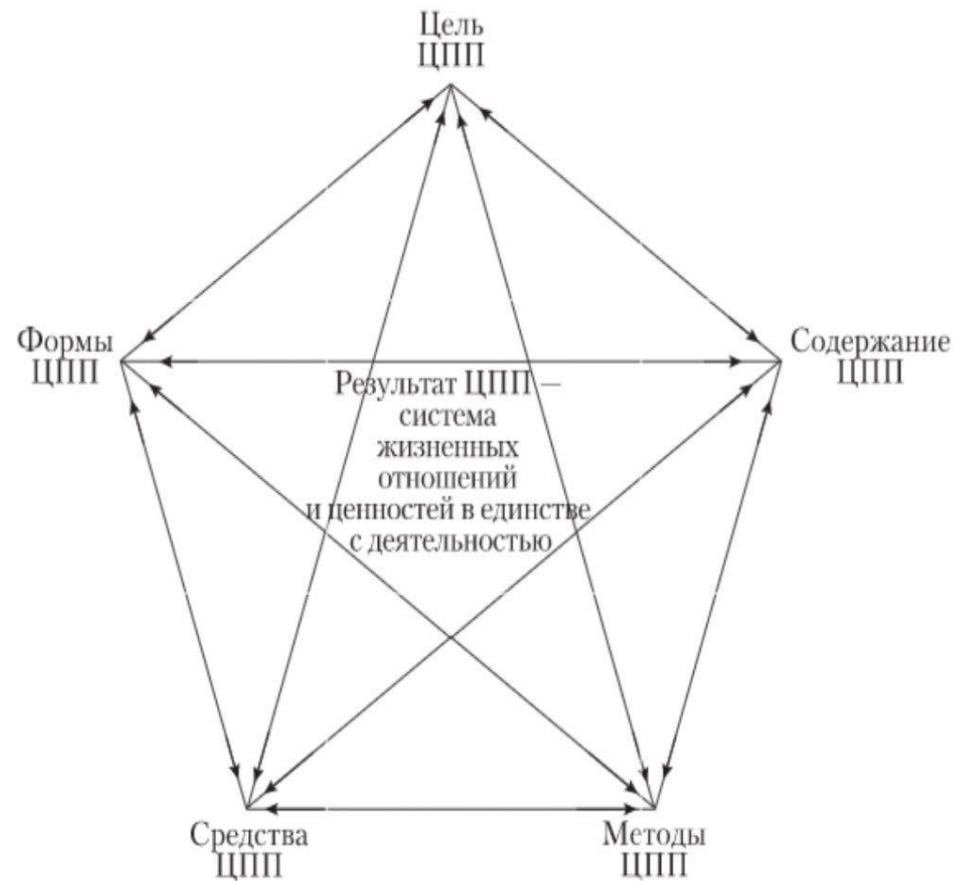 Цель
ЦПП
Формы
ЦПП
Содержание
ЦПП
Результат ЦПП –
система
жизненных
отношений
и ценностей в единстве
с деятельностью
Средства
ЦПП
Методы
ЦПП